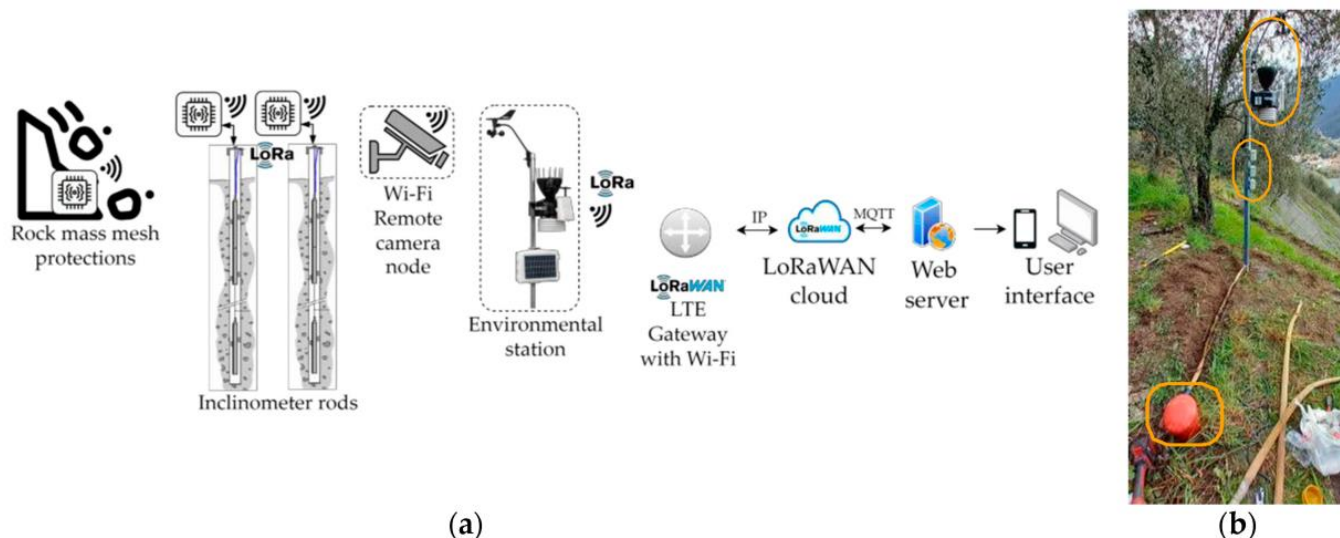 Rock mass mesh
protections
LoRa
Inclinometer rods
Wi-Fi
Remote
camera
node
LoRa
Environmental
station
LoRaWAN
LTE
Gateway
with Wi-Fi
IP
LoRaWAN
LoRaWAN
cloud
MQTT
Web
server
User
interface
(a)
(b)